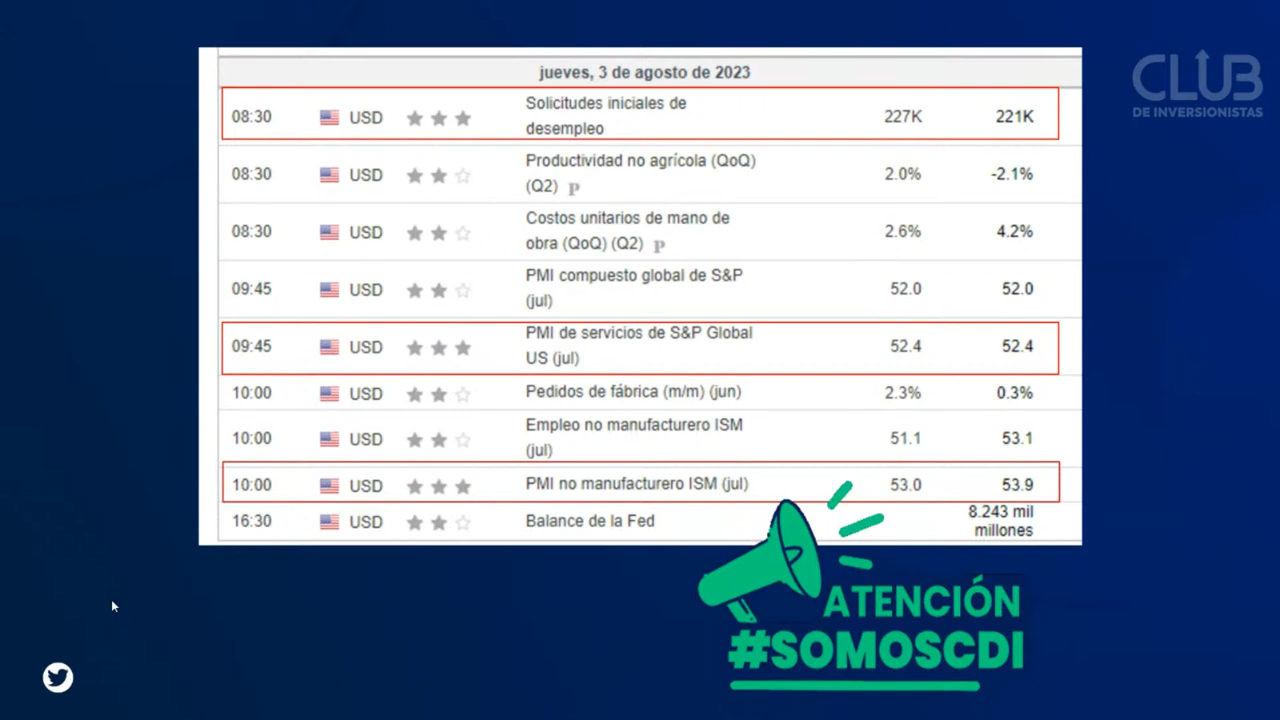 CLUB
DE INVERSIONISTAS
jueves, 3 de agosto de 2023
08:30 USD Solicitudes iniciales de 227K 221K
desempleo
08:30 USD Productividad no agrícola (QoQ) 2.0% -2.1%
(Q2) P
08:30 USD Costos unitarios de mano de 2.6% 4.2%
obra (QoQ) (Q2) P
09:45 USD PMI compuesto global de S&P 52.0 52.0
(jul)
09:45 USD PMI de servicios de S&P Global 52.4 52.4
US (jul)
10:00 USD Pedidos de fábrica (m/m) (jun) 2.3% 0.3%
10:00 USD Empleo no manufacturero ISM 51.1 53.1
(jul)
10:00 USD PMI no manufacturero ISM (jul) 53.0 53.9
16:30 USD Balance de la Fed 8.243 mil
millones
ATENCIÓN
#SOMOSCDI